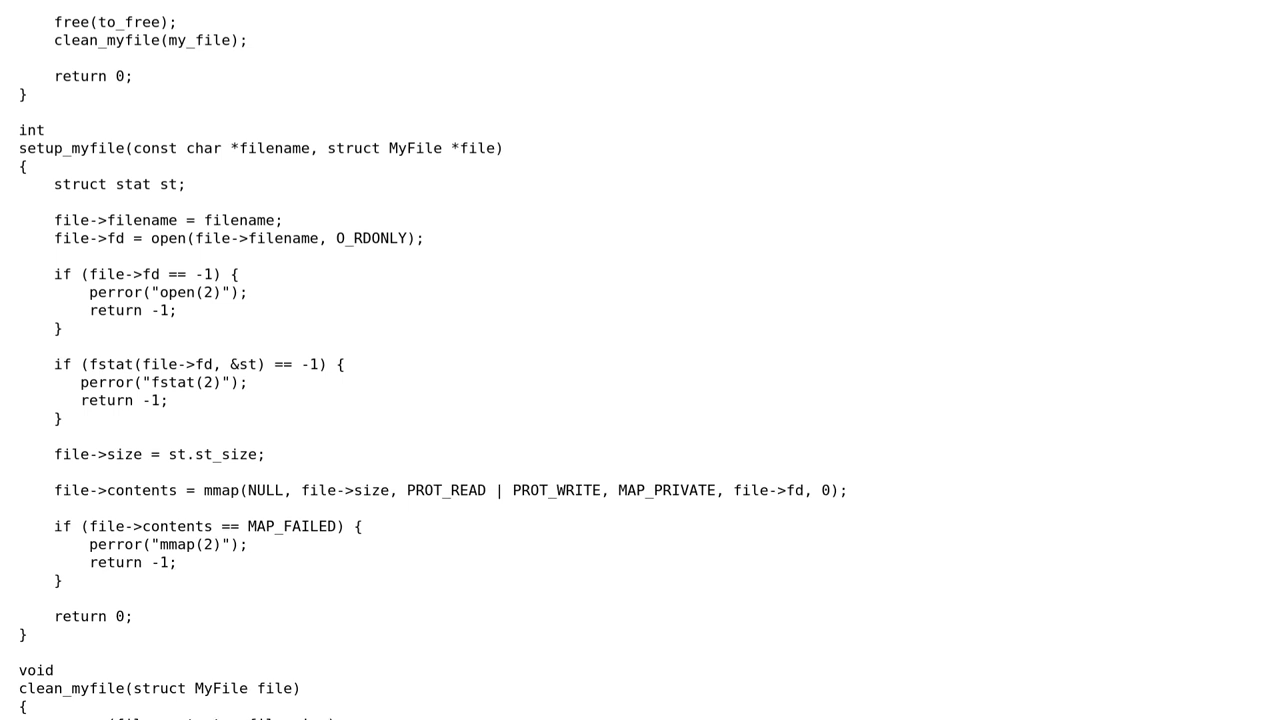 free(to_free);
    clean_myfile(my_file);

    return 0;
}

int
setup_myfile(const char *filename, struct MyFile *file)
{
    struct stat st;

    file->filename = filename;
    file->fd = open(file->filename, O_RDONLY);

    if (file->fd == -1) {
        perror("open(2)");
        return -1;
    }

    if (fstat(file->fd, &st) == -1) {
       perror("fstat(2)");
       return -1;
    }

    file->size = st.st_size;

    file->contents = mmap(NULL, file->size, PROT_READ | PROT_WRITE, MAP_PRIVATE, file->fd, 0);

    if (file->contents == MAP_FAILED) {
        perror("mmap(2)");
        return -1;
    }

    return 0;
}

void
clean_myfile(struct MyFile file)
{